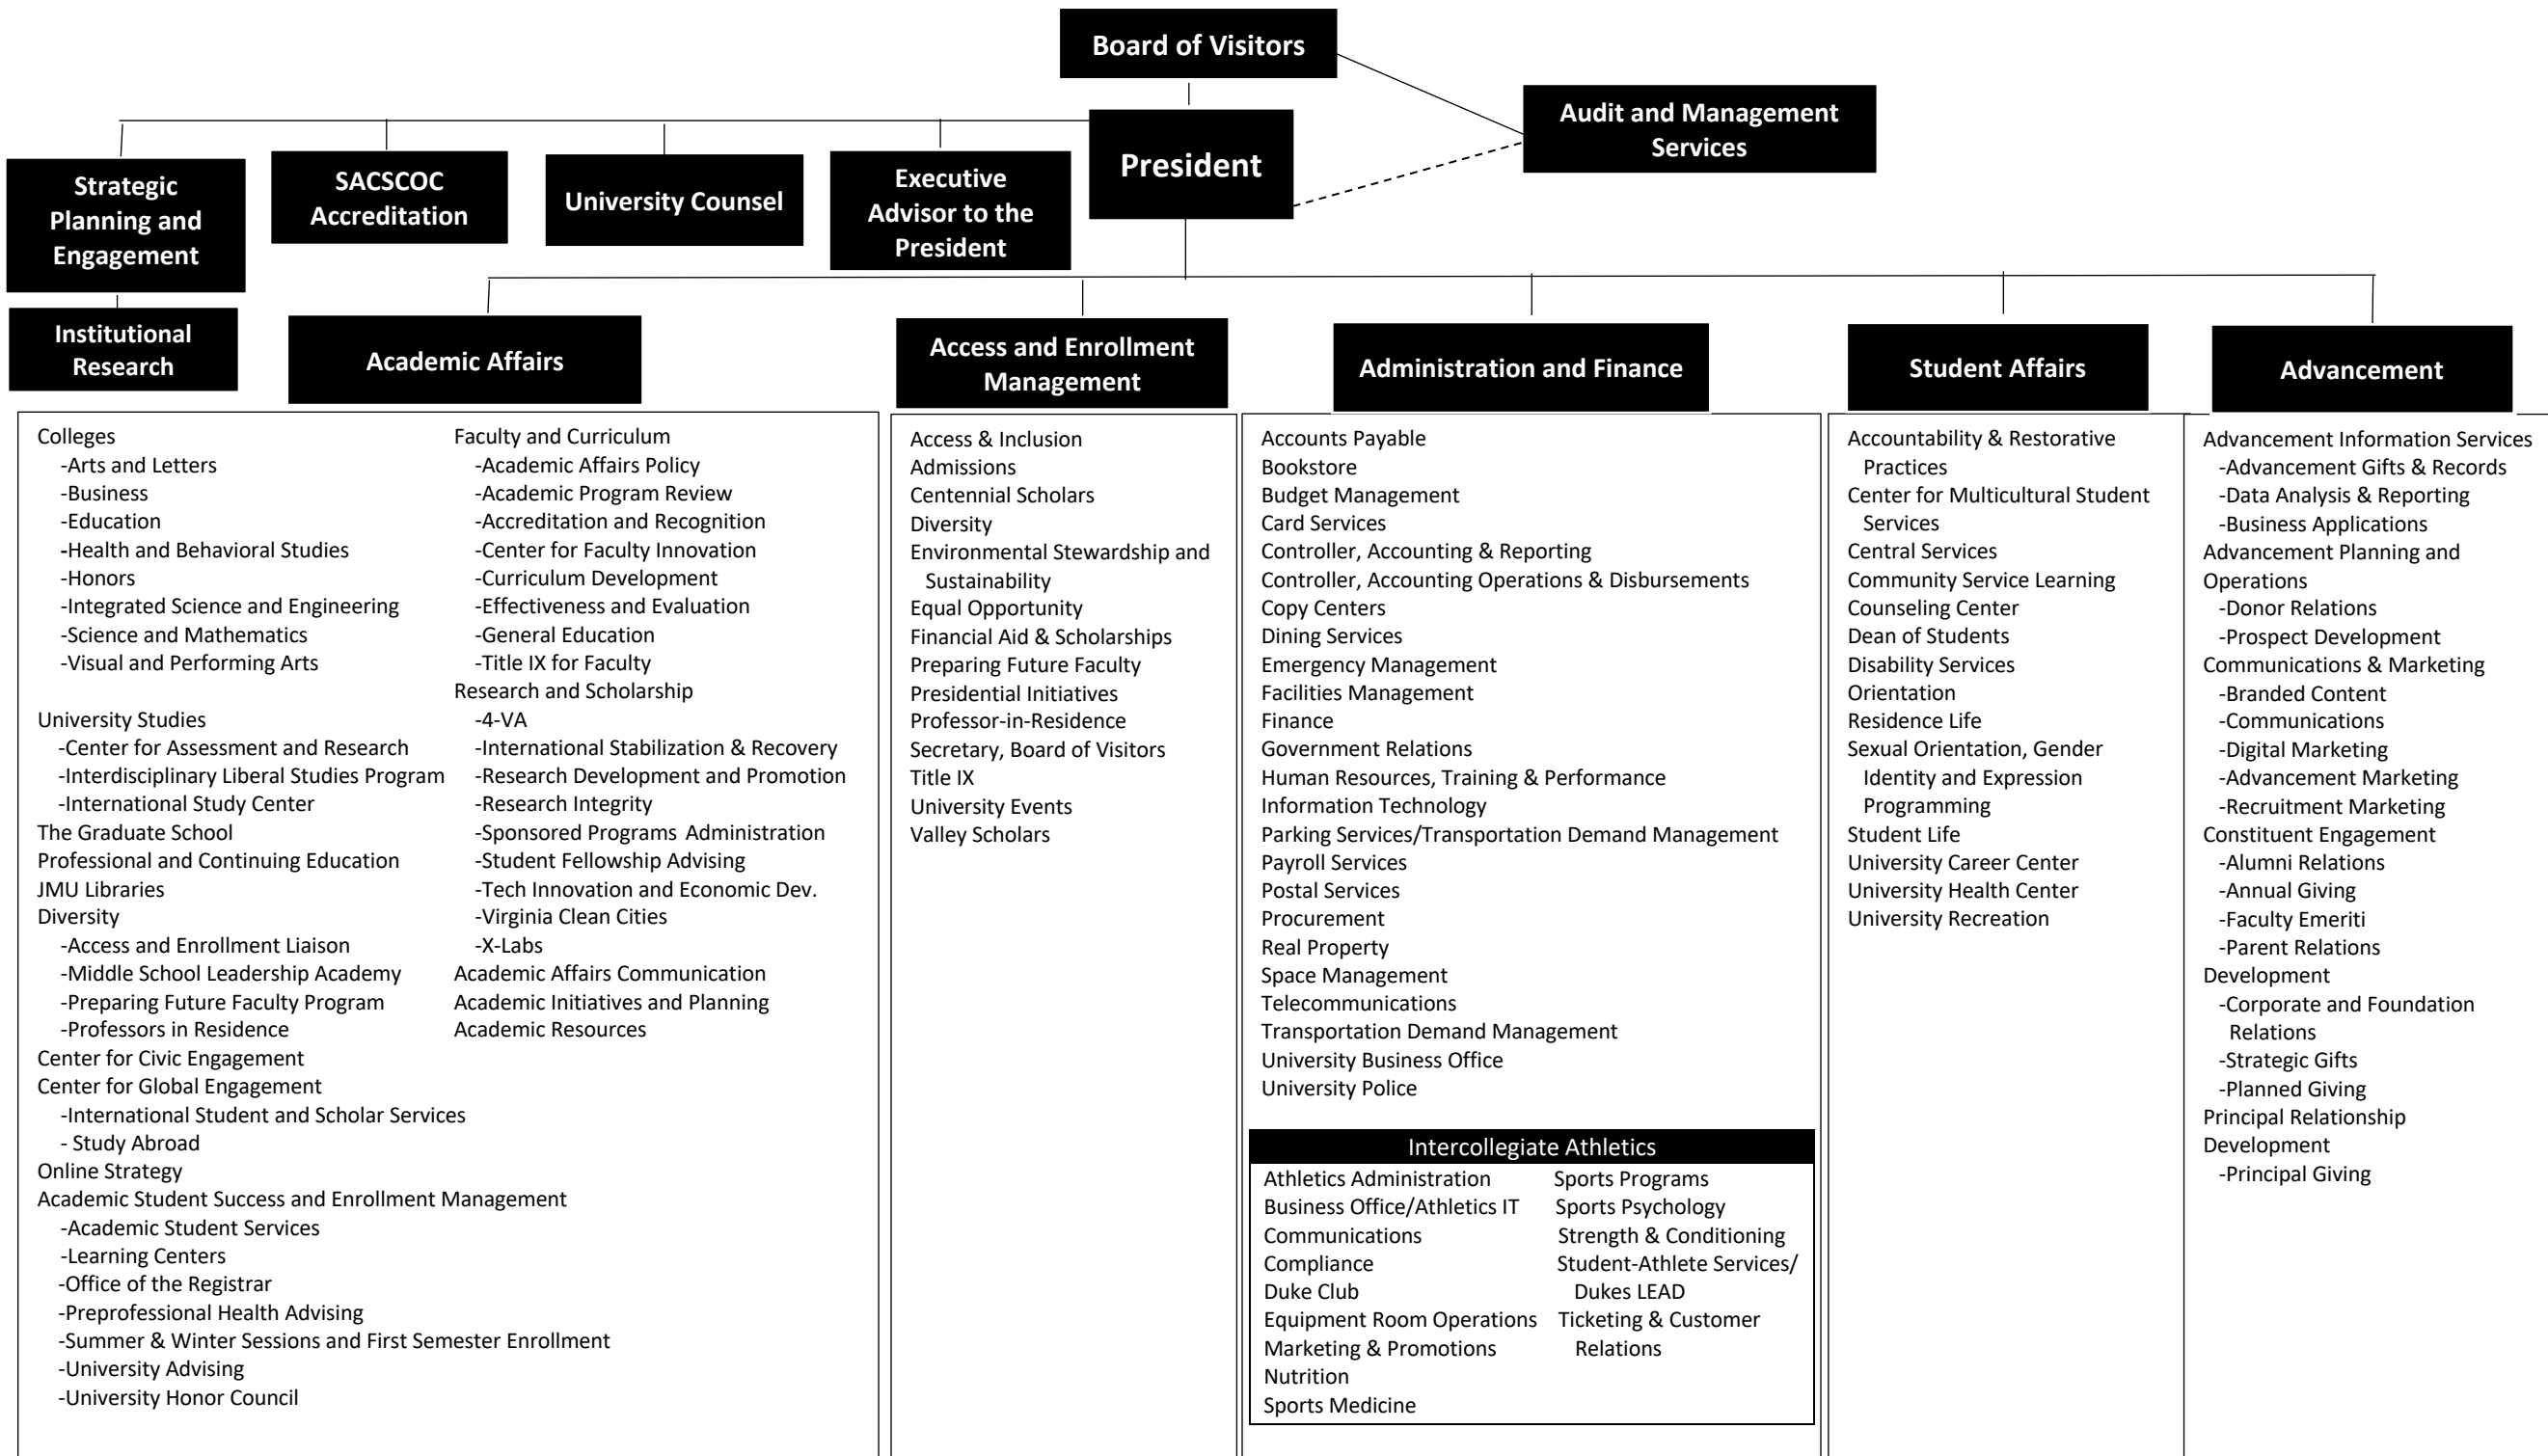 Board of Visitors
Audit and Management
Services
President
Strategic
Planning and
Engagement
SACSCOC
Accreditation
University Counsel
Executive
Advisor to the
President
Institutional
Research
Academic Affairs
Access and Enrollment
Management
Administration and Finance
Student Affairs
Advancement
Colleges
-Arts and Letters
-Business
-Education
-Health and Behavioral Studies
-Honors
-Integrated Science and Engineering
-Science and Mathematics
-Visual and Performing Arts
University Studies
-Center for Assessment and Research
-Interdisciplinary Liberal Studies Program
-International Study Center
The Graduate School
Professional and Continuing Education
JMU Libraries
Diversity
-Access and Enrollment Liaison
-Middle School Leadership Academy
-Preparing Future Faculty Program
-Professors in Residence
Center for Civic Engagement
Center for Global Engagement
-International Student and Scholar Services
- Study Abroad
Online Strategy
Academic Student Success and Enrollment Management
-Academic Student Services
-Learning Centers
-Office of the Registrar
-Preprofessional Health Advising
-Summer & Winter Sessions and First Semester Enrollment
-University Advising
-University Honor Council
Faculty and Curriculum
-Academic Affairs Policy
-Academic Program Review
-Accreditation and Recognition
-Center for Faculty Innovation
-Curriculum Development
-Effectiveness and Evaluation
-General Education
-Title IX for Faculty
Research and Scholarship
-4-VA
-International Stabilization & Recovery
-Research Development and Promotion
-Research Integrity
-Sponsored Programs Administration
-Student Fellowship Advising
-Tech Innovation and Economic Dev.
-Virginia Clean Cities
-X-Labs
Academic Affairs Communication
Academic Initiatives and Planning
Academic Resources
Access & Inclusion
Admissions
Centennial Scholars
Diversity
Environmental Stewardship and
Sustainability
Equal Opportunity
Financial Aid & Scholarships
Preparing Future Faculty
Presidential Initiatives
Professor-in-Residence
Secretary, Board of Visitors
Title IX
University Events
Valley Scholars
Accounts Payable
Bookstore
Budget Management
Card Services
Controller, Accounting & Reporting
Controller, Accounting Operations & Disbursements
Copy Centers
Dining Services
Emergency Management
Facilities Management
Finance
Government Relations
Human Resources, Training & Performance
Information Technology
Parking Services/Transportation Demand Management
Payroll Services
Postal Services
Procurement
Real Property
Space Management
Telecommunications
Transportation Demand Management
University Business Office
University Police
Intercollegiate Athletics
Athletics Administration
Business Office/Athletics IT
Communications
Compliance
Duke Club
Equipment Room Operations
Marketing & Promotions
Nutrition
Sports Medicine
Sports Programs
Sports Psychology
Strength & Conditioning
Student-Athlete Services/
Dukes LEAD
Ticketing & Customer
Relations
Accountability & Restorative
Practices
Center for Multicultural Student
Services
Central Services
Community Service Learning
Counseling Center
Dean of Students
Disability Services
Orientation
Residence Life
Sexual Orientation, Gender
Identity and Expression
Programming
Student Life
University Career Center
University Health Center
University Recreation
Advancement Information Services
-Advancement Gifts & Records
-Data Analysis & Reporting
-Business Applications
Advancement Planning and
Operations
-Donor Relations
-Prospect Development
Communications & Marketing
-Branded Content
-Communications
-Digital Marketing
-Advancement Marketing
-Recruitment Marketing
Constituent Engagement
-Alumni Relations
-Annual Giving
-Faculty Emeriti
-Parent Relations
Development
-Corporate and Foundation
Relations
-Strategic Gifts
-Planned Giving
Principal Relationship
Development
-Principal Giving